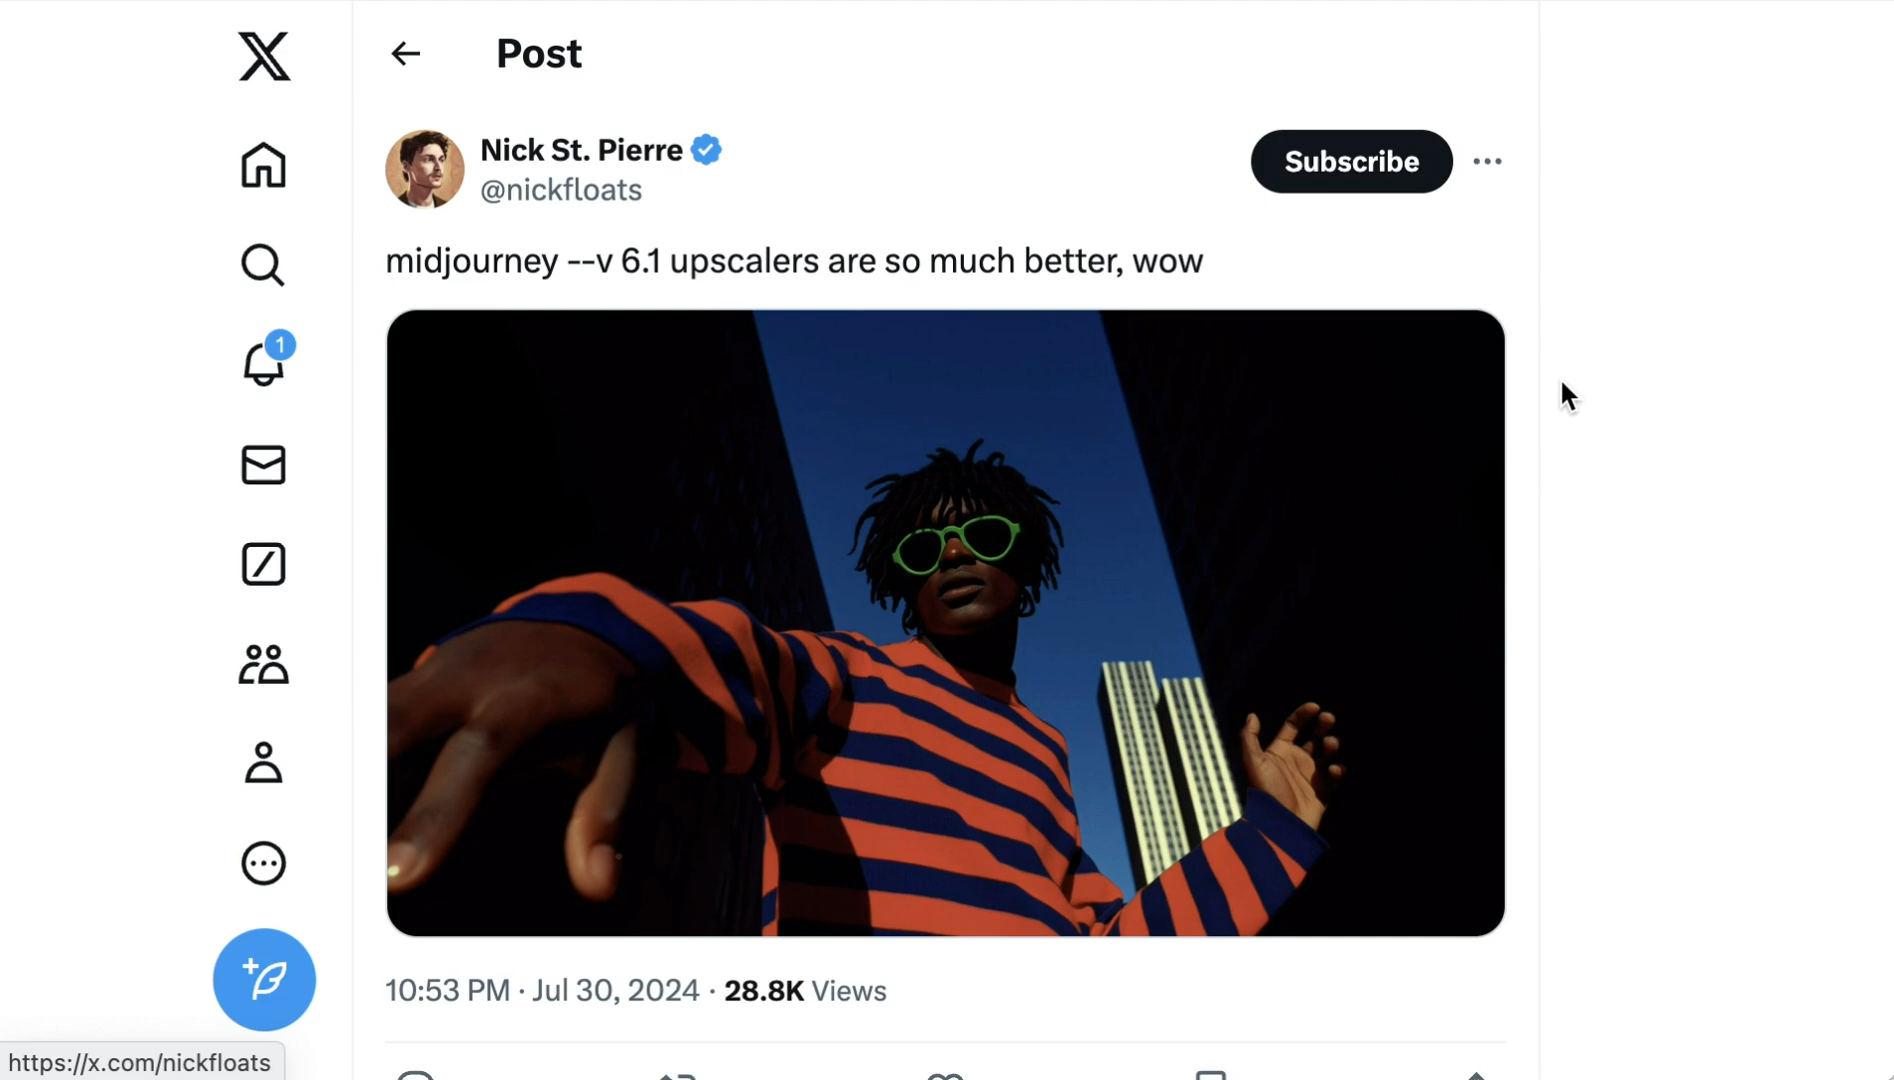 Post
Nick St. Pierre
@nickfloats
Subscribe
midjourney --v 6.1 upscalers are so much better, wow
1
10:53 PM · Jul 30, 2024 · 28.8K Views
https://x.com/nickfloats